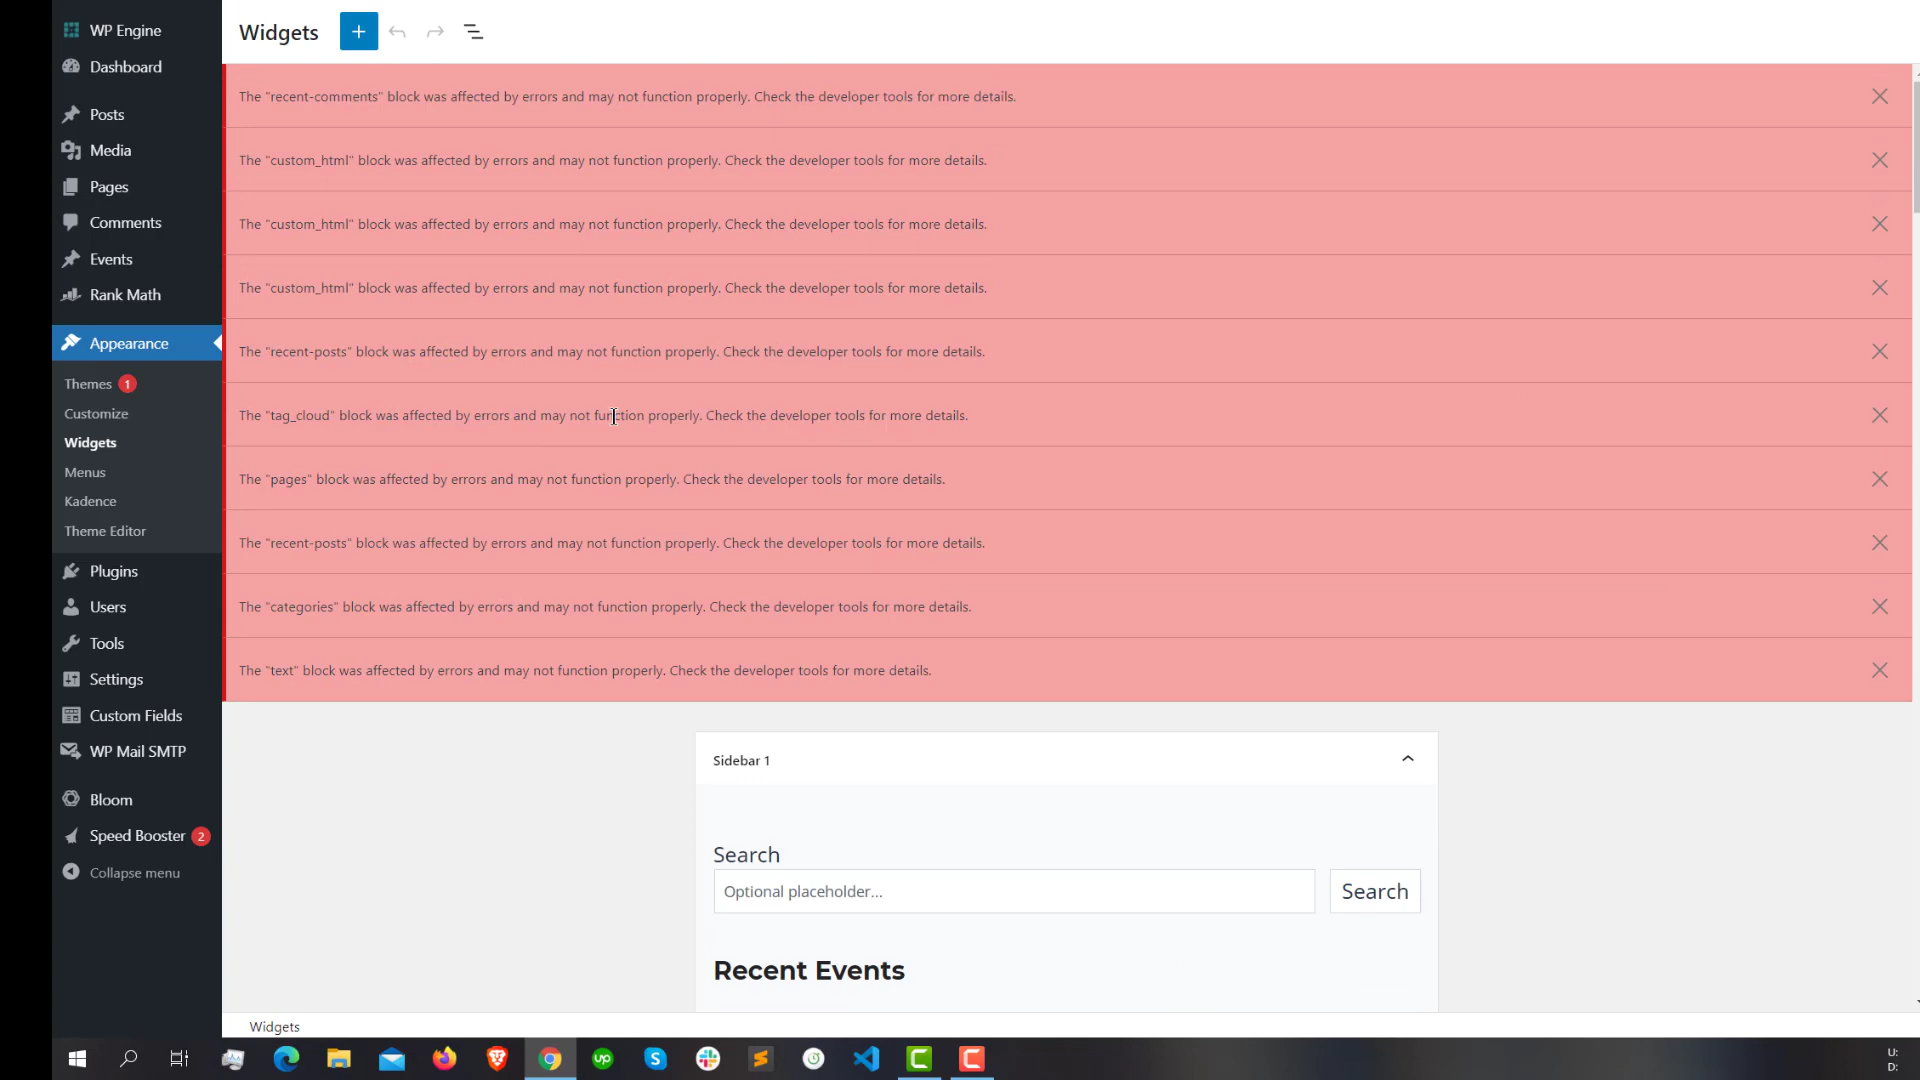 WP Engine
Dashboard
Posts
Media
Pages
Comments
Events
Rank Math
Appearance
Themes 1
Customize
Widgets
Menus
Kadence
Theme Editor
Plugins
Users
Tools
Settings
Custom Fields
WP Mail SMTP
Bloom
Speed Booster 2
Collapse menu
Widgets
The "recent-comments" block was affected by errors and may not function properly. Check the developer tools for more details.
The "custom_html" block was affected by errors and may not function properly. Check the developer tools for more details.
The "custom_html" block was affected by errors and may not function properly. Check the developer tools for more details.
The "custom_html" block was affected by errors and may not function properly. Check the developer tools for more details.
The "recent-posts" block was affected by errors and may not function properly. Check the developer tools for more details.
The "tag_cloud" block was affected by errors and may not function properly. Check the developer tools for more details.
The "pages" block was affected by errors and may not function properly. Check the developer tools for more details.
The "recent-posts" block was affected by errors and may not function properly. Check the developer tools for more details.
The "categories" block was affected by errors and may not function properly. Check the developer tools for more details.
The "text" block was affected by errors and may not function properly. Check the developer tools for more details.
Sidebar 1
Search
Optional placeholder...
Search
Recent Events
Widgets
up
S
C
C
U:
D: